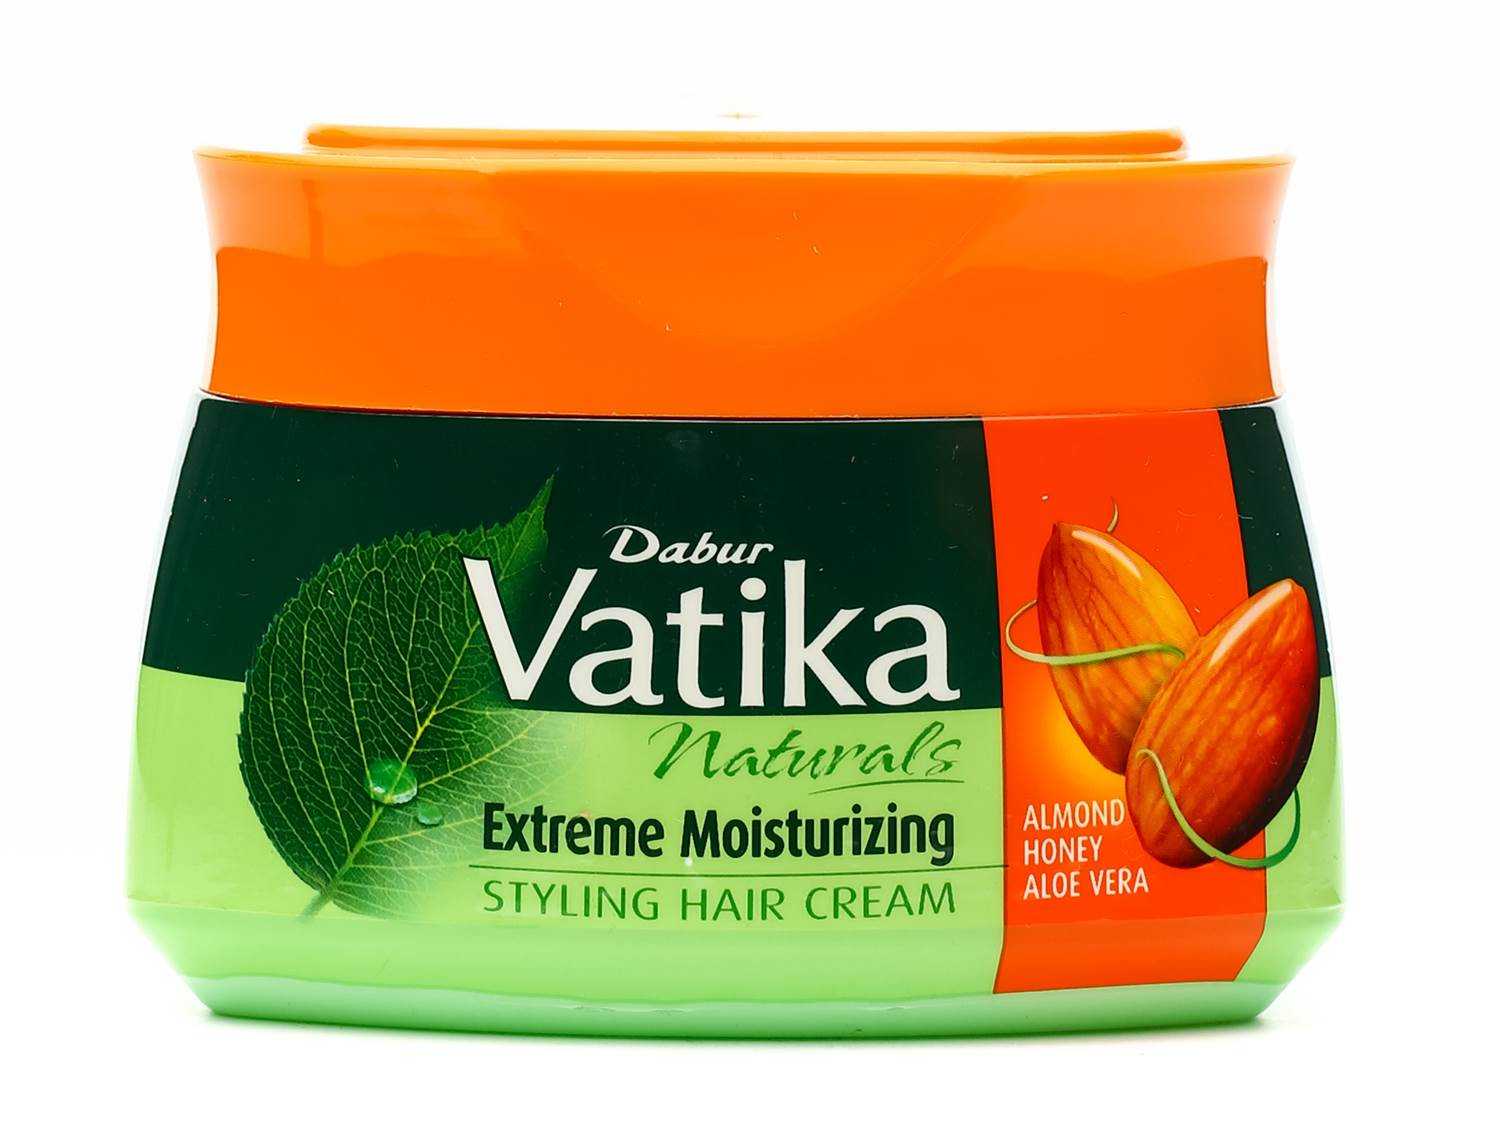 Dabur
Vatika
Naturals
Extreme Moisturizing
STYLING HAIR CREAM
ALMOND
HONEY
ALOE VERA